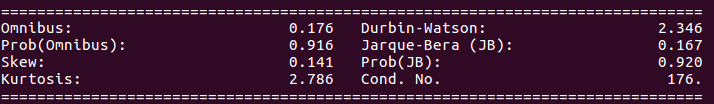 ==============================================================================
Omnibus:                        0.176   Durbin-Watson:                   2.346
Prob(Omnibus):                  0.916   Jarque-Bera (JB):                0.167
Skew:                           0.141   Prob(JB):                        0.920
Kurtosis:                       2.786   Cond. No.                         176.
==============================================================================